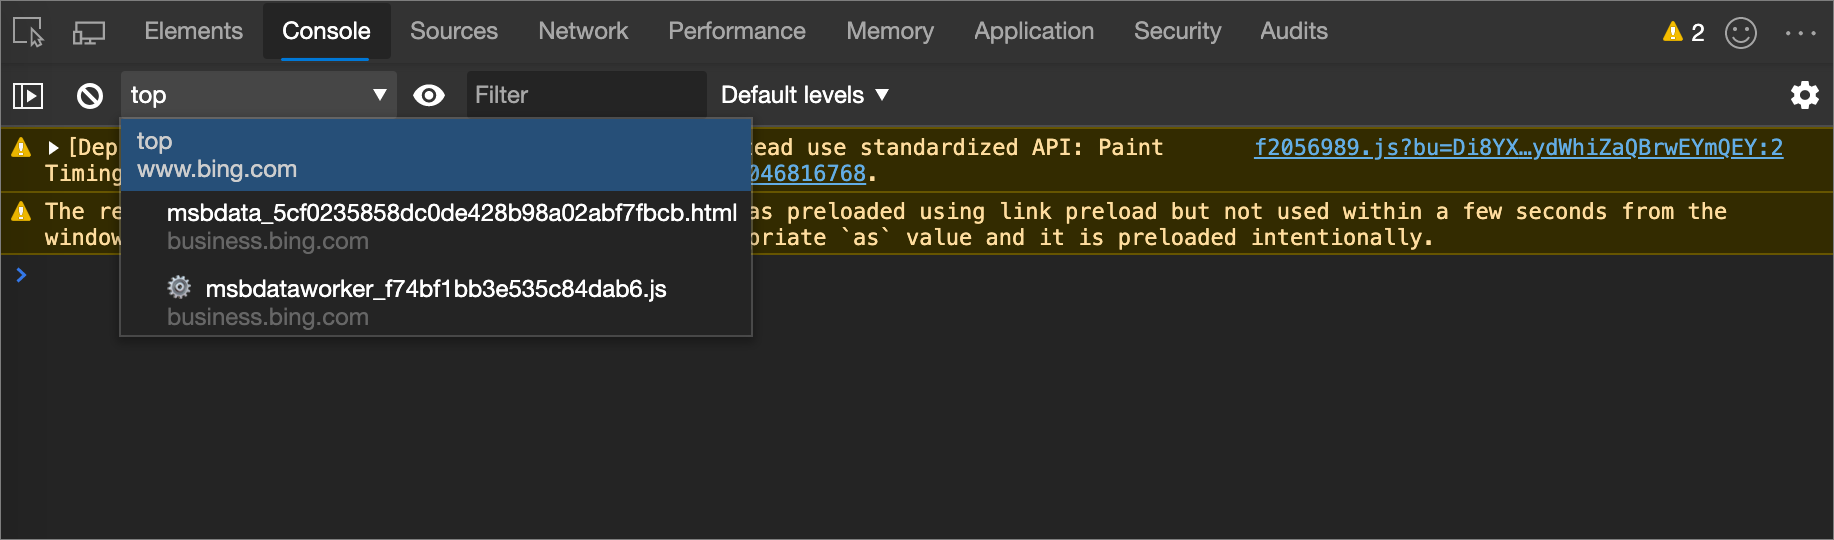 Elements Console Sources Network Performance Memory Application Security Audits 2
top Filter Default levels
top
www.bing.com
msbdata_5cf0235858dc0de428b98a02abf7fbcb.html
business.bing.com
msbdataworker_f74bf1bb3e535c84dab6.js
business.bing.com
[Dep tead use standardized API: Paint f2056989.js?bu=Di8YX…ydWhiZaQBrwEYmQEY:2
Timing 046816768.
The re as preloaded using link preload but not used within a few seconds from the
window priate `as` value and it is preloaded intentionally.